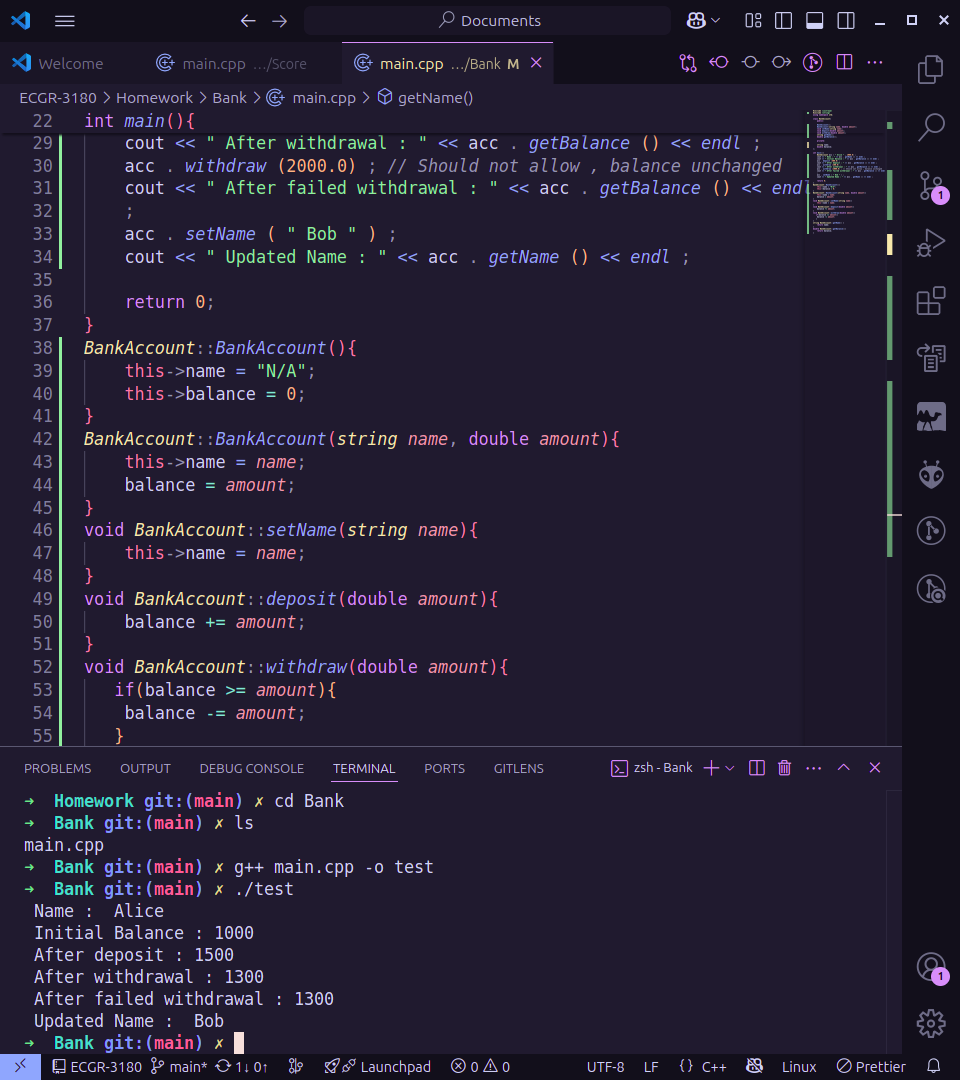 Documents
Welcome
main.cpp .../Score
main.cpp .../Bank M
ECGR-3180 > Homework > Bank > main.cpp > getName()
22 int main(){
29 cout << " After withdrawal : " << acc . getBalance () << endl ;
30 acc . withdraw (2000.0) ; // Should not allow , balance unchanged
31 cout << " After failed withdrawal : " << acc . getBalance () << endl
32 ;
33 acc . setName ( " Bob " ) ;
34 cout << " Updated Name : " << acc . getName () << endl ;
35
36 return 0;
37 }
38 BankAccount::BankAccount(){
39 this->name = "N/A";
40 this->balance = 0;
41 }
42 BankAccount::BankAccount(string name, double amount){
43 this->name = name;
44 balance = amount;
45 }
46 void BankAccount::setName(string name){
47 this->name = name;
48 }
49 void BankAccount::deposit(double amount){
50 balance += amount;
51 }
52 void BankAccount::withdraw(double amount){
53 if(balance >= amount){
54 balance -= amount;
55 }
1
PROBLEMS OUTPUT DEBUG CONSOLE TERMINAL PORTS GITLENS zsh - Bank
→ Homework git:(main) ✗ cd Bank
→ Bank git:(main) ✗ ls
main.cpp
→ Bank git:(main) ✗ g++ main.cpp -o test
→ Bank git:(main) ✗ ./test
Name : Alice
Initial Balance : 1000
After deposit : 1500
After withdrawal : 1300
After failed withdrawal : 1300
Updated Name : Bob
→ Bank git:(main) ✗
1
ECGR-3180 main* 1↓ 0↑ Launchpad 0 0 UTF-8 LF {} C++ Linux Prettier